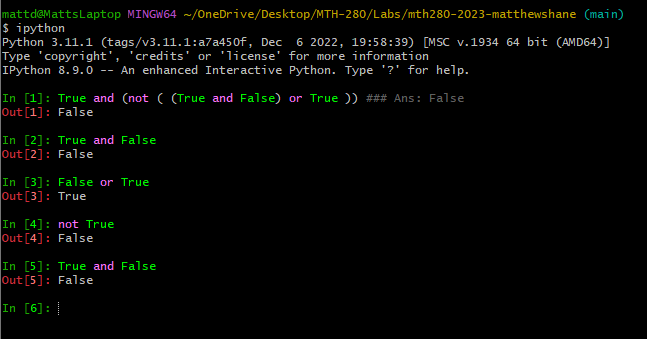 mattd@MattsLaptop MINGW64 ~/OneDrive/Desktop/MTH-280/Labs/mth280-2023-matthewshane (main)
$ ipython
Python 3.11.1 (tags/v3.11.1:a7a450f, Dec  6 2022, 19:58:39) [MSC v.1934 64 bit (AMD64)]
Type 'copyright', 'credits' or 'license' for more information
IPython 8.9.0 -- An enhanced Interactive Python. Type '?' for help.

In [1]: True and (not ( (True and False) or True )) ### Ans: False
Out[1]: False

In [2]: True and False
Out[2]: False

In [3]: False or True
Out[3]: True

In [4]: not True
Out[4]: False

In [5]: True and False
Out[5]: False

In [6]: